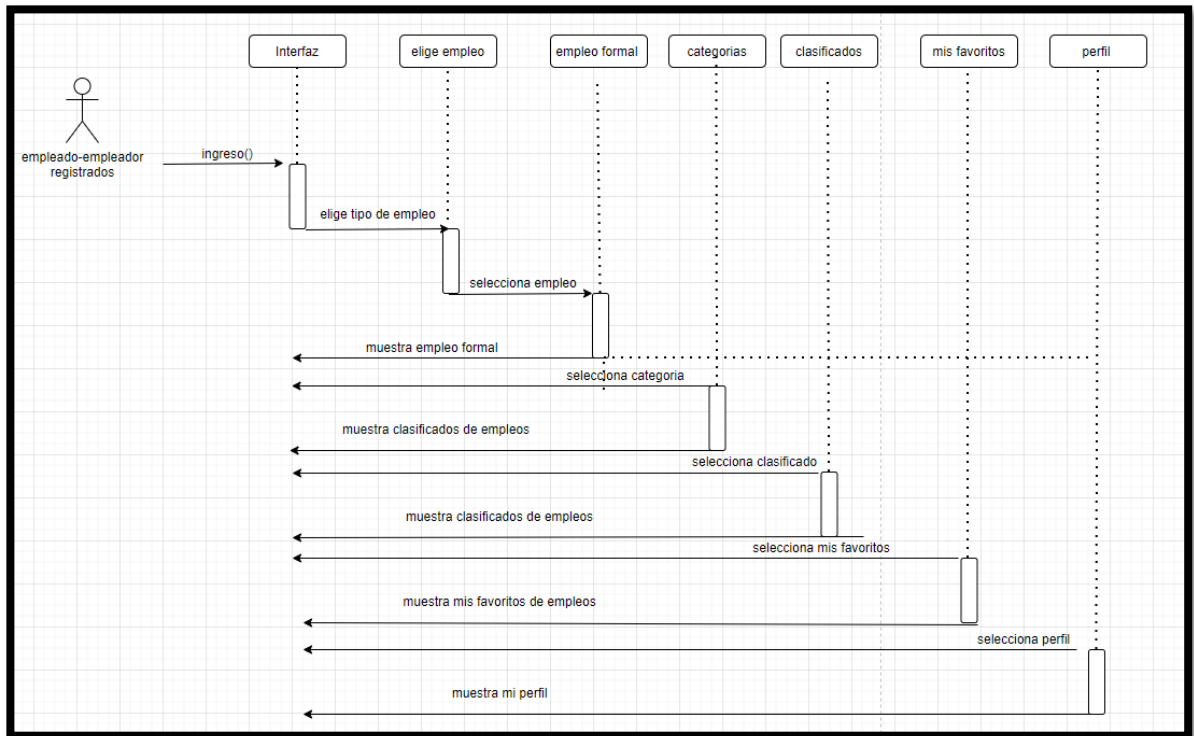 Interfaz
elige empleo
empleo formal
categorias
clasificados
mis favoritos
perfil
empleado-empleador
registrados
ingreso()
elige tipo de empleo
selecciona empleo
muestra empleo formal
selecciona categoria
muestra clasificados de empleos
selecciona clasificado
muestra clasificados de empleos
selecciona mis favoritos
muestra mis favoritos de empleos
selecciona perfil
muestra mi perfil